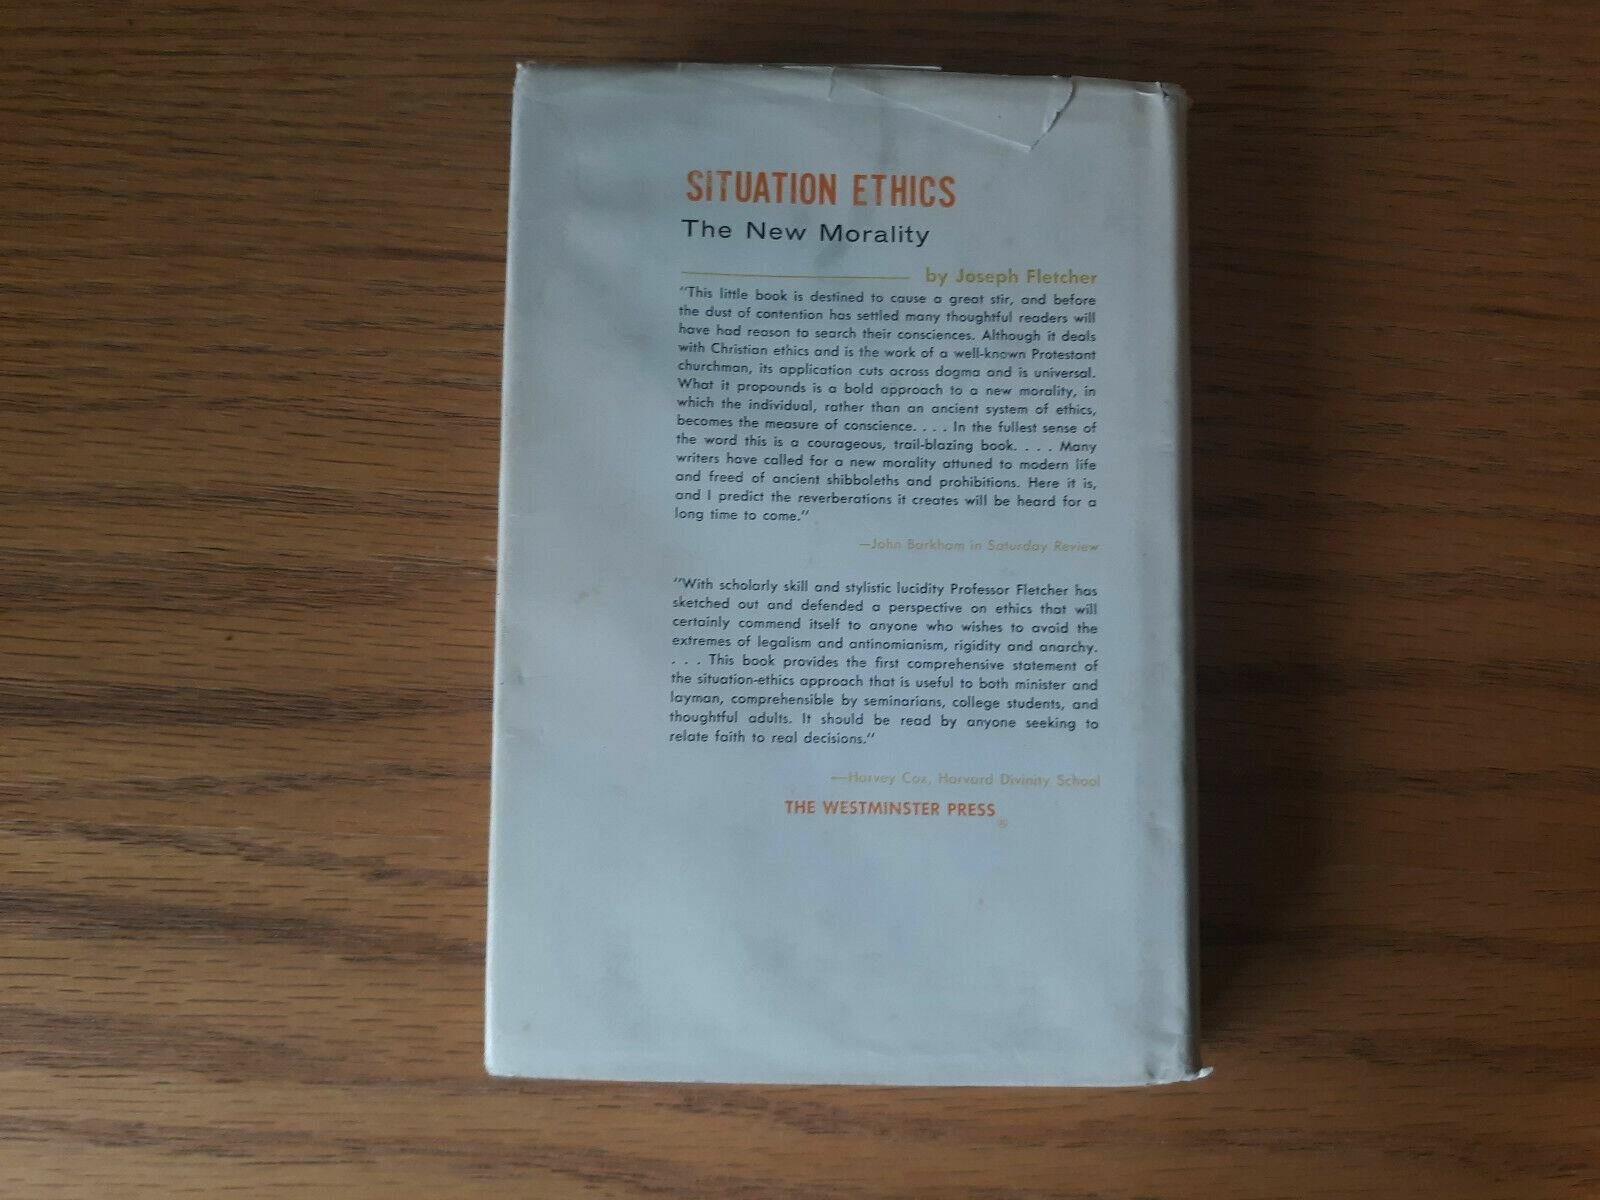 SITUATION ETHICS
The New Morality
by Joseph Fletcher
"This little book is destined to cause a great stir, and before
the dust of contention has settled many thoughtful readers will
have had reason to search their consciences. Although it deals
with Christian ethics and is the work of a well-known Protestant
churchman, its application cuts across dogma and is universal.
What it propounds is a bold approach to a new morality, in
which the individual, rather than an ancient system of ethics,
becomes the measure of conscience. . . . In the fullest sense of
the word this is a courageous, trail-blazing book. . . . Many
writers have called for a new morality attuned to modern life
and freed of ancient shibboleths and prohibitions. Here it is,
and I predict the reverberations it creates will be heard for a
long time to come."
—John Barkham in Saturday Review
"With scholarly skill and stylistic lucidity Professor Fletcher has
sketched out and defended a perspective on ethics that will
certainly commend itself to anyone who wishes to avoid the
extremes of legalism and antinomianism, rigidity and anarchy.
. . . This book provides the first comprehensive statement of
the situation-ethics approach that is useful to both minister and
layman, comprehensible by seminarians, college students, and
thoughtful adults. It should be read by anyone seeking to
relate faith to real decisions."
—Harvey Cox, Harvard Divinity School
THE WESTMINSTER PRESS
®